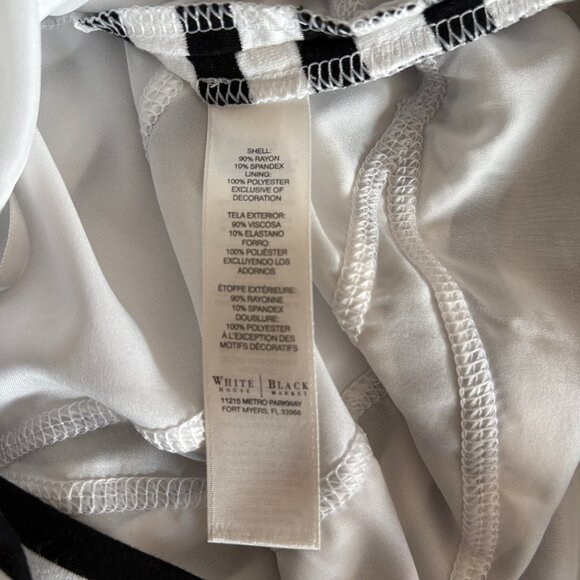 SHELL:
90% RAYON
10% SPANDEX
LINING:
100% POLYESTER
EXCLUSIVE OF
DECORATION
TELA EXTERIOR:
90% VISCOSA
10% ELASTANO
FORRO:
100% POLIÉSTER
EXCLUYENDO LOS
ADORNOS
ÉTOFFE EXTÉRIEURE:
90% RAYONNE
10% SPANDEX
DOUBLURE:
100% POLYESTER
À L'EXCEPTION DES
MOTIFS DÉCORATIFS
WHITE | BLACK
HOUSE MARKET
11215 METRO PARKWAY
FORT MYERS, FL 33966